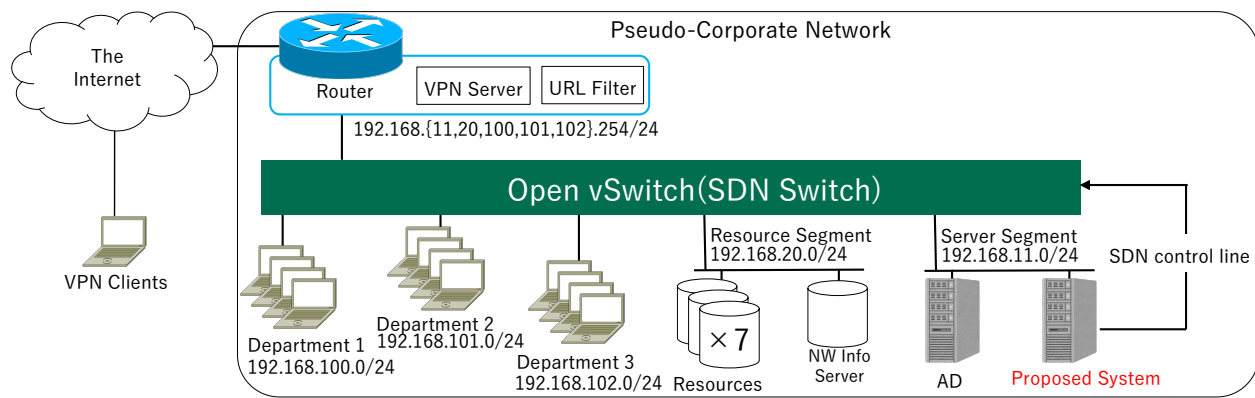 Pseudo-Corporate Network
The
Internet
Router
VPN Server
URL Filter
192.168.{11,20,100,101,102}.254/24
Open vSwitch(SDN Switch)
VPN Clients
Department 1
192.168.100.0/24
Department 2
192.168.101.0/24
Department 3
192.168.102.0/24
Resource Segment
192.168.20.0/24
×7
Resources
NW Info
Server
Server Segment
192.168.11.0/24
AD
Proposed System
SDN control line